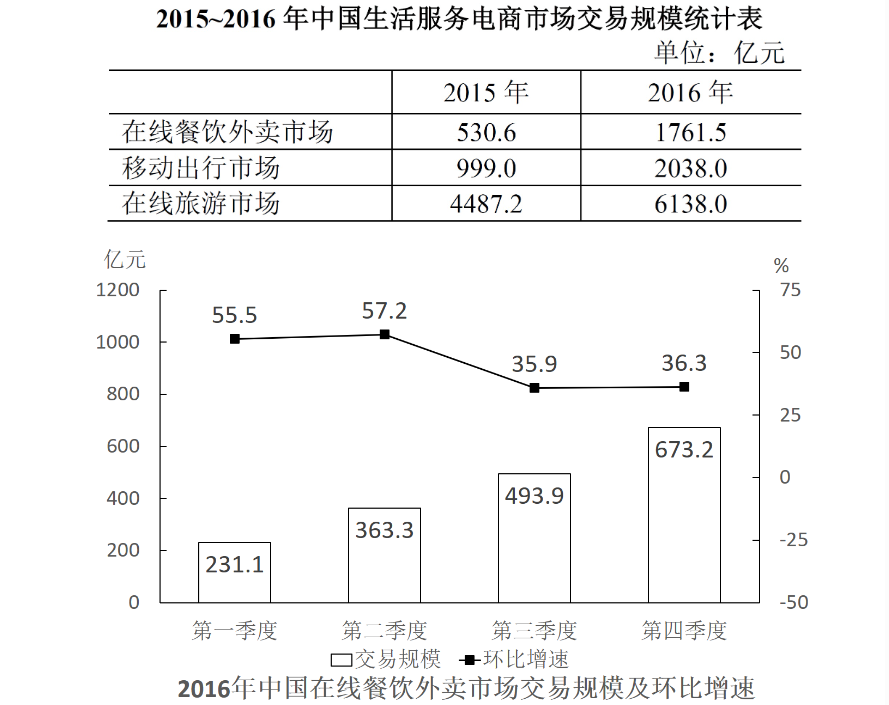 2015~2016 年中国生活服务电商市场交易规模统计表
单位：亿元
2015 年 2016 年
在线餐饮外卖市场 530.6 1761.5
移动出行市场 999.0 2038.0
在线旅游市场 4487.2 6138.0
亿元 %
1200 75
55.5 57.2
1000 50
35.9 36.3
800 25
673.2
600 0
493.9
400 363.3
-25
231.1
200
0 -50
第一季度 第二季度 第三季度 第四季度
交易规模 环比增速
2016年中国在线餐饮外卖市场交易规模及环比增速